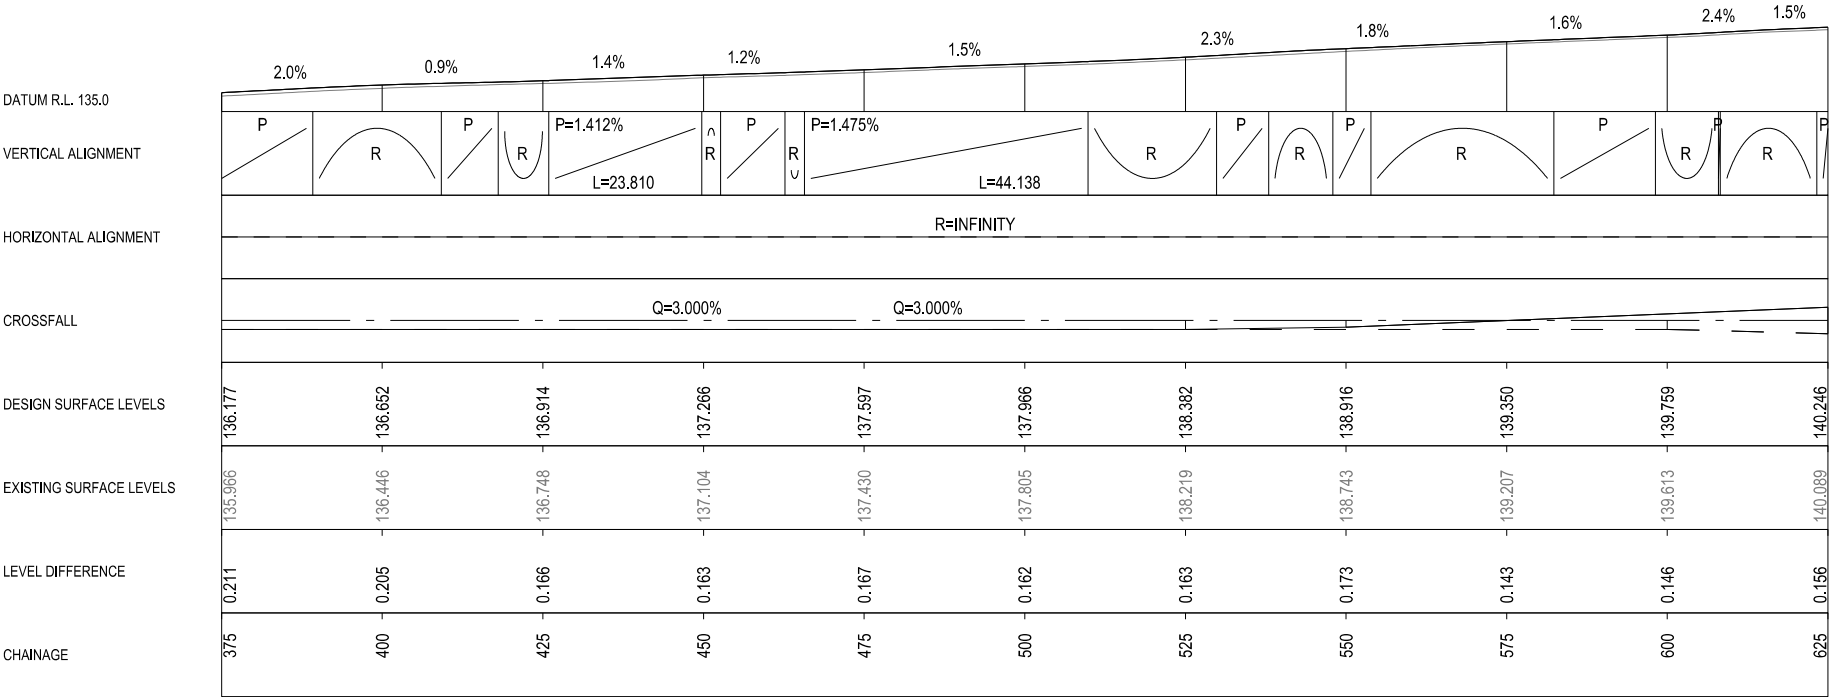 2.0% 0.9% 1.4% 1.2% 1.5% 2.3% 1.8% 1.6% 2.4% 1.5%
DATUM R.L. 135.0
P P P=1.412% P P=1.475% P P P P P
VERTICAL ALIGNMENT R R R R R R R R R
L=23.810 L=44.138
R=INFINITY
HORIZONTAL ALIGNMENT
Q=3.000% Q=3.000%
CROSSFALL
DESIGN SURFACE LEVELS 136.177 136.652 136.914 137.266 137.597 137.966 138.382 138.916 139.350 139.759 140.246
EXISTING SURFACE LEVELS 135.966 136.446 136.748 137.104 137.430 137.805 138.219 138.743 139.207 139.613 140.089
LEVEL DIFFERENCE 0.211 0.205 0.166 0.163 0.167 0.162 0.163 0.173 0.143 0.146 0.156
CHAINAGE 375 400 425 450 475 500 525 550 575 600 625